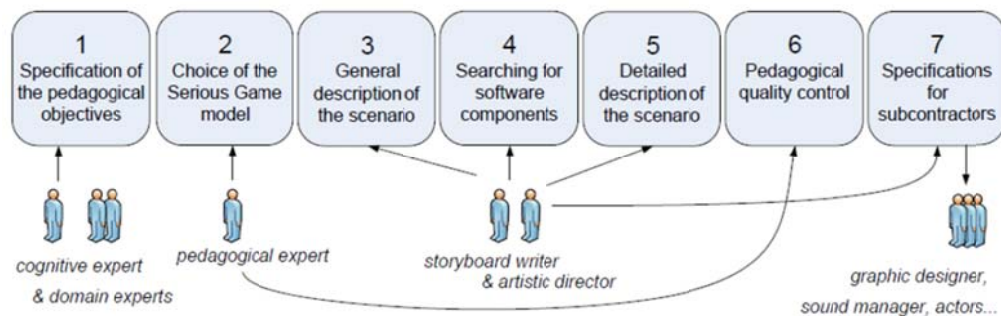 1
Specification of
the pedagogical
objectives
2
Choice of the
Serious Game
model
3
General
description of
the scenario
4
Searching for
software
components
5
Detailed
description of
the scenario
6
Pedagogical
quality control
7
Specifications
for
subcontractors
cognitive expert
& domain experts
pedagogical expert
storyboard writer
& artistic director
graphic designer,
sound manager, actors...